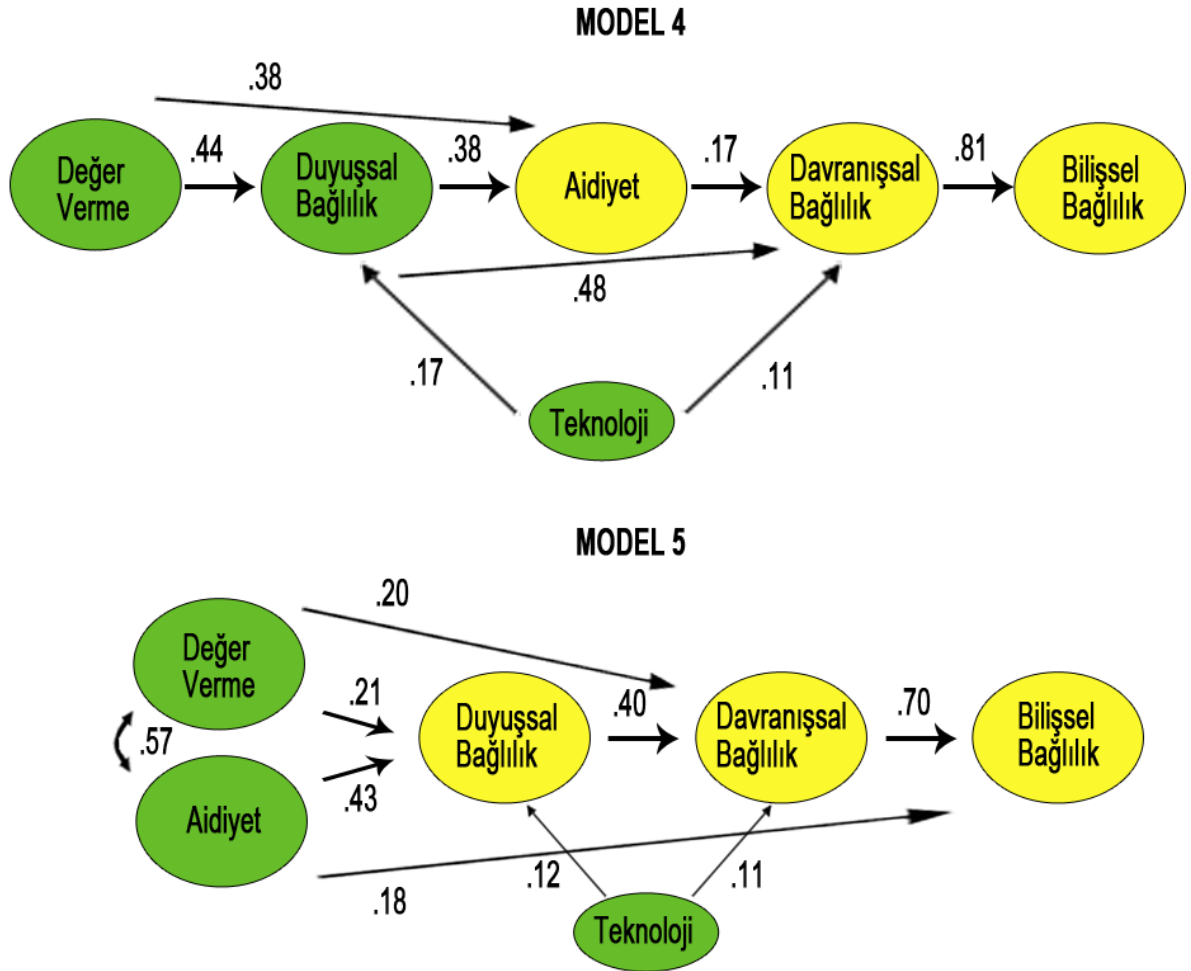 MODEL 4
.38
Değer
Verme
.44
Duyuşsal
Bağlılık
.38
Aidiyet
.17
Davranışsal
Bağlılık
.81
Bilişsel
Bağlılık
.48
.17
.11
Teknoloji
MODEL 5
.20
Değer
Verme
.21
.57
Duyuşsal
Bağlılık
.40
Davranışsal
Bağlılık
.70
Bilişsel
Bağlılık
Aidiyet
.43
.18
.12
.11
Teknoloji